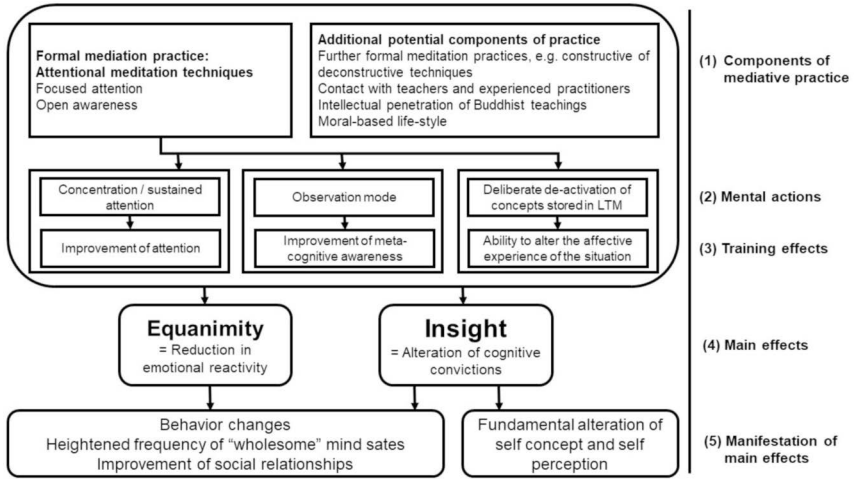 Formal mediation practice:
Attentional meditation techniques
Focused attention
Open awareness
Additional potential components of practice
Further formal meditation practices, e.g. constructive of
deconstructive techniques
Contact with teachers and experienced practitioners
Intellectual penetration of Buddhist teachings
Moral-based life-style
(1) Components of
mediative practice
Concentration / sustained
attention
Observation mode
Deliberate de-activation of
concepts stored in LTM
(2) Mental actions
Improvement of attention
Improvement of meta-
cognitive awareness
Ability to alter the affective
experience of the situation
(3) Training effects
Equanimity
= Reduction in
emotional reactivity
Insight
= Alteration of cognitive
convictions
(4) Main effects
Behavior changes
Heightened frequency of “wholesome” mind sates
Improvement of social relationships
Fundamental alteration of
self concept and self
perception
(5) Manifestation of
main effects